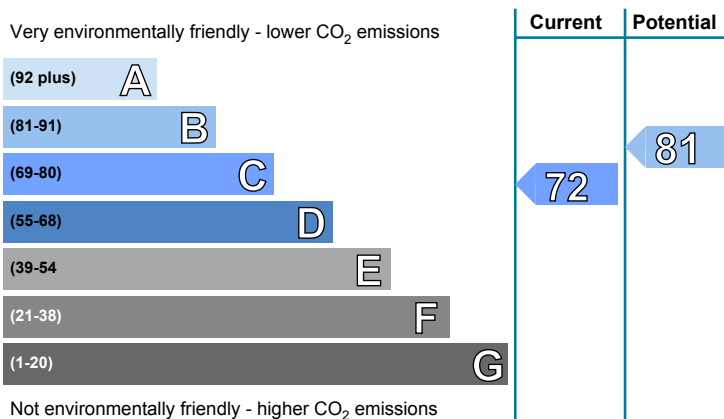 Current Potential
Very environmentally friendly - lower CO2 emissions
(92 plus) A
(81-91) B
81
(69-80) C
72
(55-68) D
(39-54 E
(21-38) F
(1-20) G
Not environmentally friendly - higher CO2 emissions